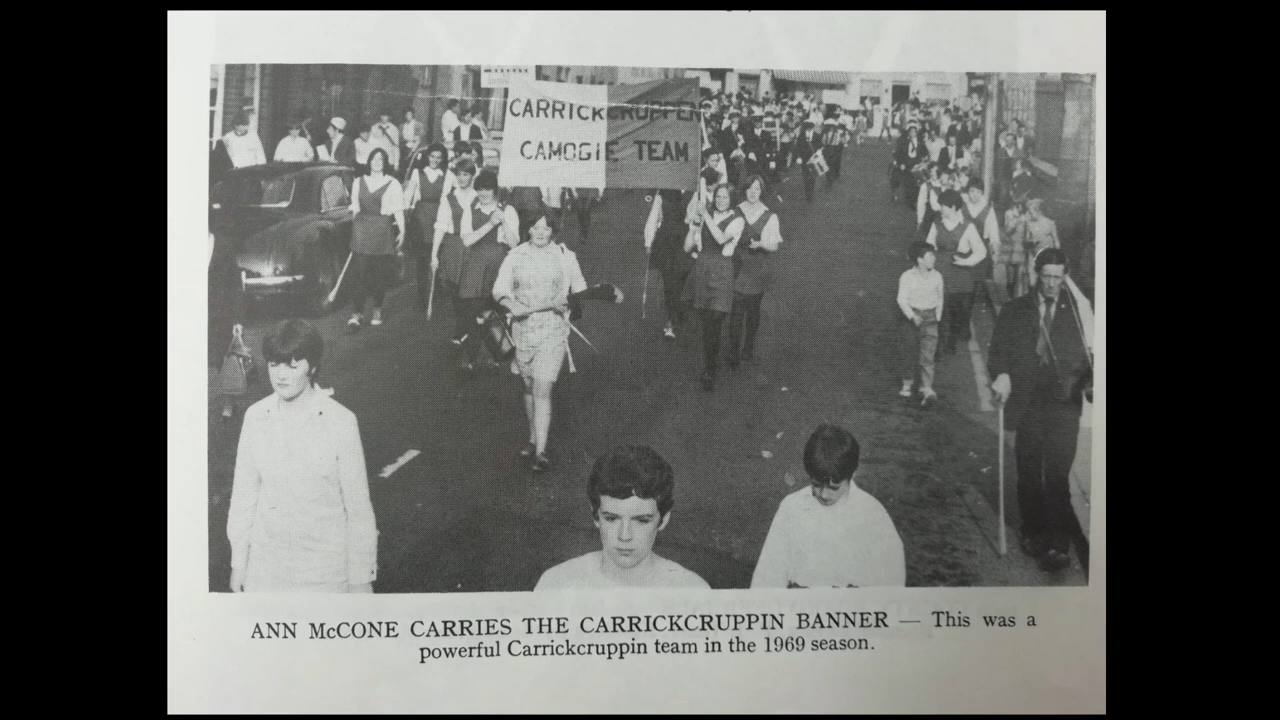 CARRICKCRUPPEN
CAMOGIE TEAM
ANN McCONE CARRIES THE CARRICKCRUPPIN BANNER — This was a
powerful Carrickcruppin team in the 1969 season.